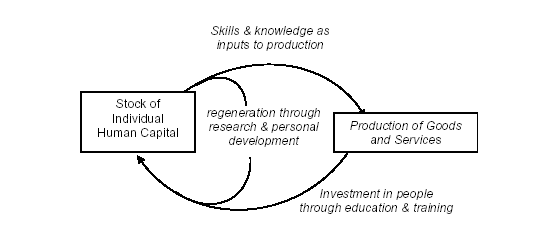 Skills & knowledge as
inputs to production
Stock of
Individual
Human Capital
regeneration through
research & personal
development
Production of Goods
and Services
Investment in people
through education & training